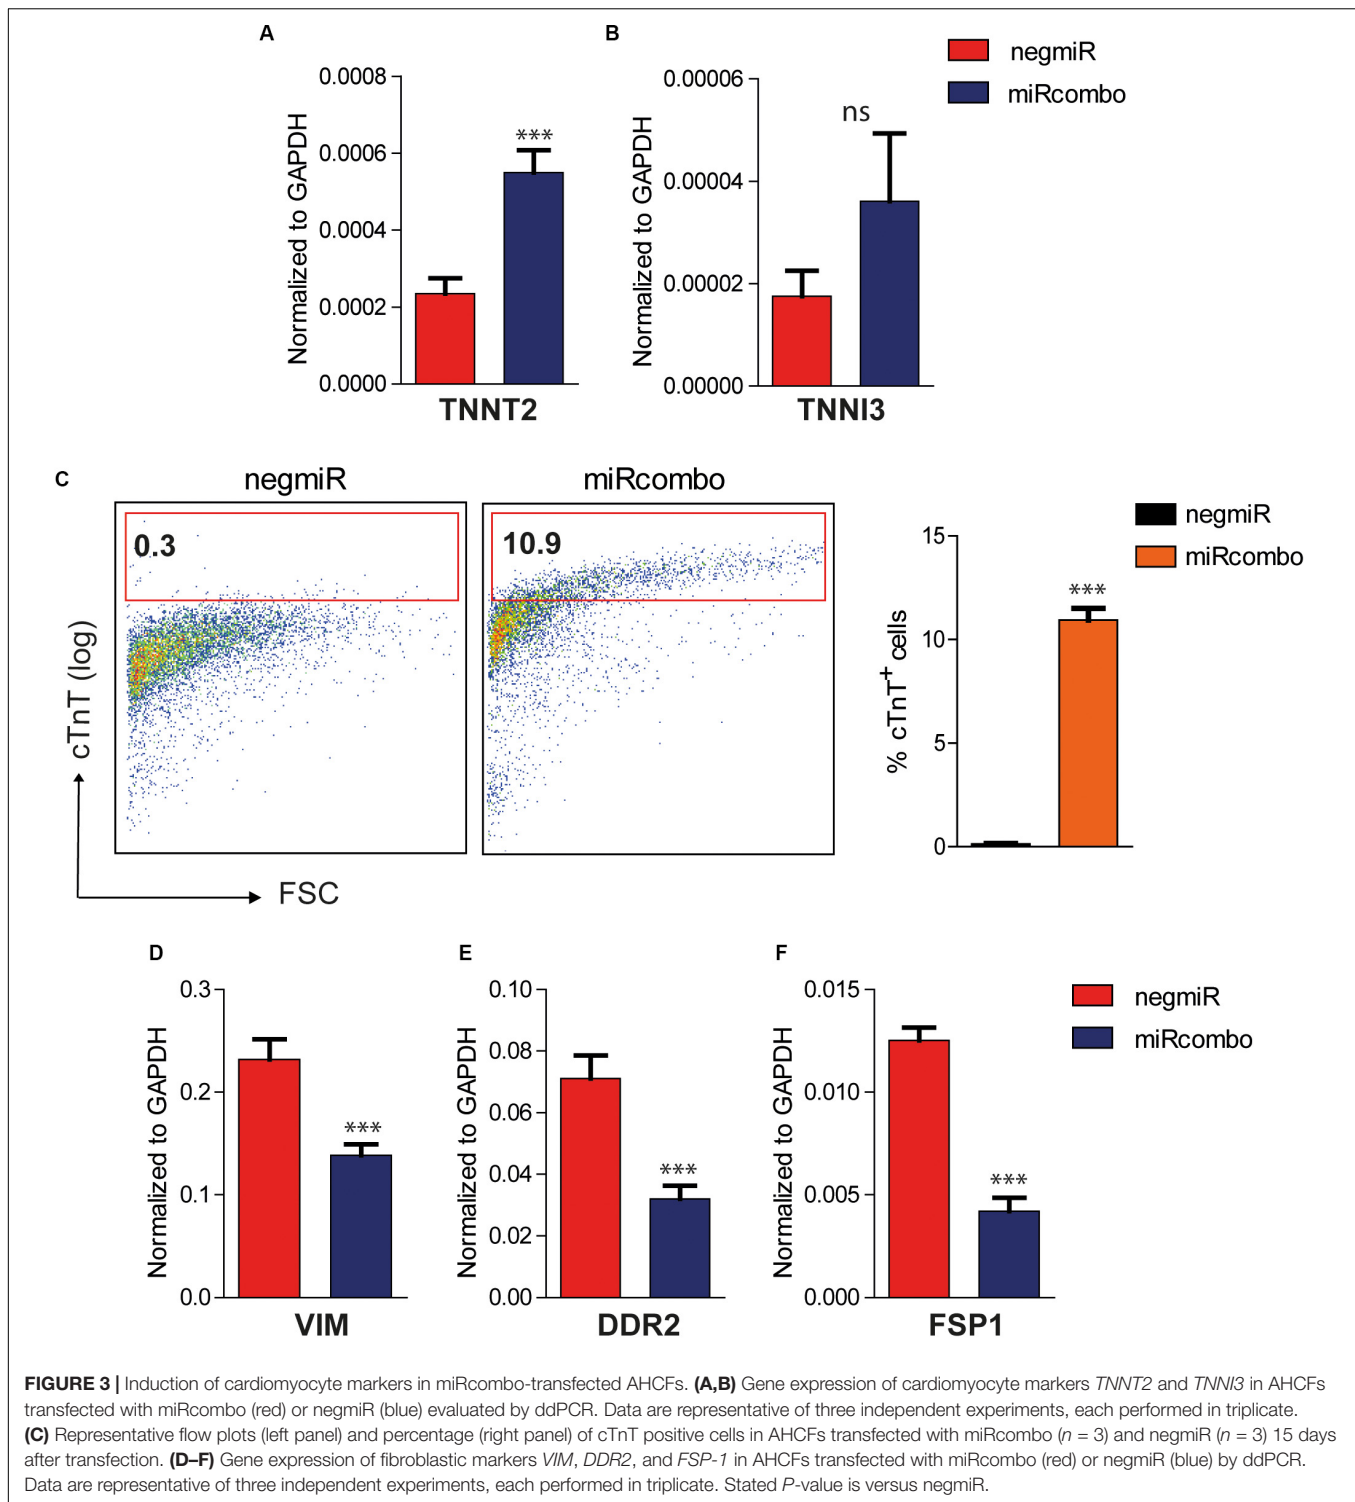 A
B
negmiR
miRcombo
Normalized to GAPDH
0.0008
0.0006
0.0004
0.0002
0.0000
***
TNNT2
Normalized to GAPDH
0.00006
0.00004
0.00002
0.00000
ns
TNNI3
C
negmiR
miRcombo
0.3
10.9
cTnT (log)
FSC
negmiR
miRcombo
% cTnT+ cells
15
10
5
0
***
D
E
F
negmiR
miRcombo
Normalized to GAPDH
0.3
0.2
0.1
0.0
***
VIM
Normalized to GAPDH
0.10
0.08
0.06
0.04
0.02
0.00
***
DDR2
Normalized to GAPDH
0.015
0.010
0.005
0.000
***
FSP1
FIGURE 3 | Induction of cardiomyocyte markers in miRcombo-transfected AHCFs. (A,B) Gene expression of cardiomyocyte markers TNNT2 and TNNI3 in AHCFs
transfected with miRcombo (red) or negmiR (blue) evaluated by ddPCR. Data are representative of three independent experiments, each performed in triplicate.
(C) Representative flow plots (left panel) and percentage (right panel) of cTnT positive cells in AHCFs transfected with miRcombo (n = 3) and negmiR (n = 3) 15 days
after transfection. (D–F) Gene expression of fibroblastic markers VIM, DDR2, and FSP-1 in AHCFs transfected with miRcombo (red) or negmiR (blue) by ddPCR.
Data are representative of three independent experiments, each performed in triplicate. Stated P-value is versus negmiR.